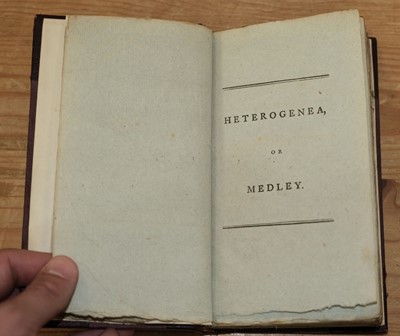 HETEROGENEA,
OR
MEDLEY.